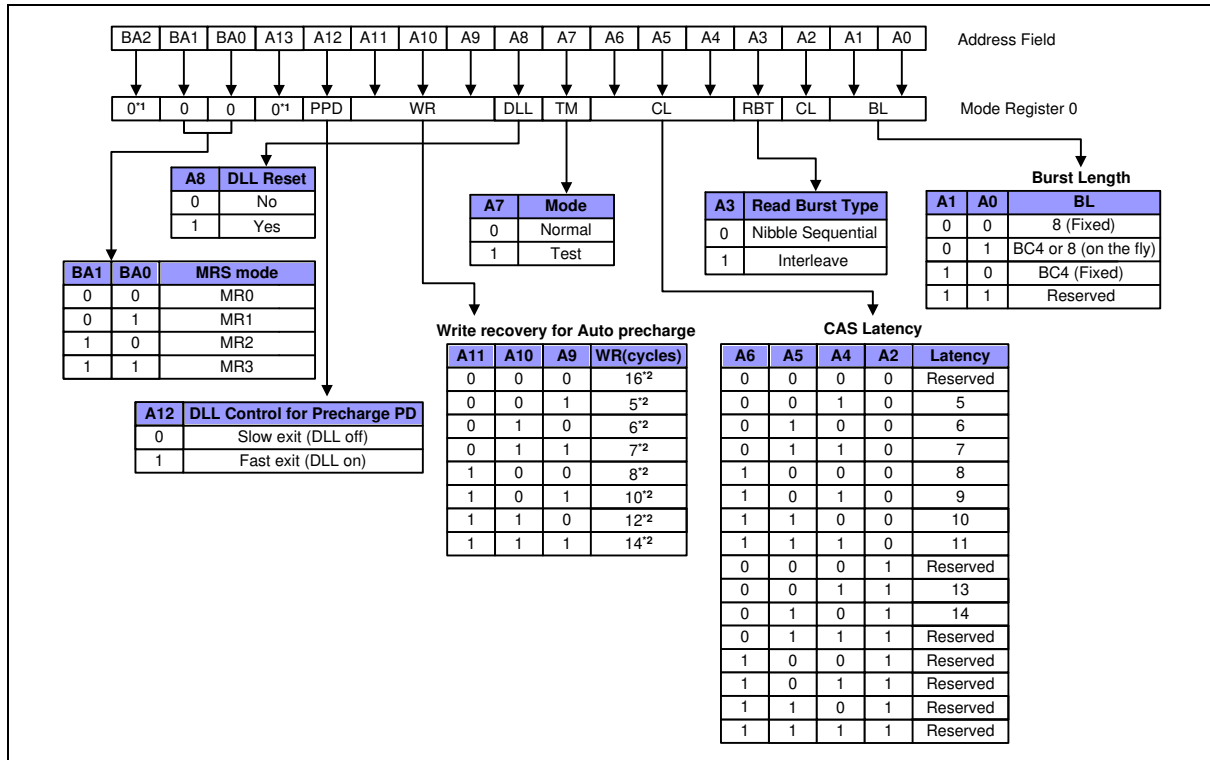 BA2 BA1 BA0 A13 A12 A11 A10 A9 A8 A7 A6 A5 A4 A3 A2 A1 A0 Address Field
0*1 0 0 0*1 PPD WR DLL TM CL RBT CL BL Mode Register 0
A8 DLL Reset
0 No
1 Yes
A7 Mode
0 Normal
1 Test
A3 Read Burst Type
0 Nibble Sequential
1 Interleave
Burst Length
A1 A0 BL
0 0 8 (Fixed)
0 1 BC4 or 8 (on the fly)
1 0 BC4 (Fixed)
1 1 Reserved
BA1 BA0 MRS mode
0 0 MR0
0 1 MR1
1 0 MR2
1 1 MR3
A12 DLL Control for Precharge PD
0 Slow exit (DLL off)
1 Fast exit (DLL on)
Write recovery for Auto precharge
A11 A10 A9 WR(cycles)
0 0 0 16*2
0 0 1 5*2
0 1 0 6*2
0 1 1 7*2
1 0 0 8*2
1 0 1 10*2
1 1 0 12*2
1 1 1 14*2
CAS Latency
A6 A5 A4 A2 Latency
0 0 0 0 Reserved
0 0 1 0 5
0 1 0 0 6
0 1 1 0 7
1 0 0 0 8
1 0 1 0 9
1 1 0 0 10
1 1 1 0 11
0 0 0 1 Reserved
0 0 1 1 13
0 1 0 1 14
0 1 1 1 Reserved
1 0 0 1 Reserved
1 0 1 1 Reserved
1 1 0 1 Reserved
1 1 1 1 Reserved